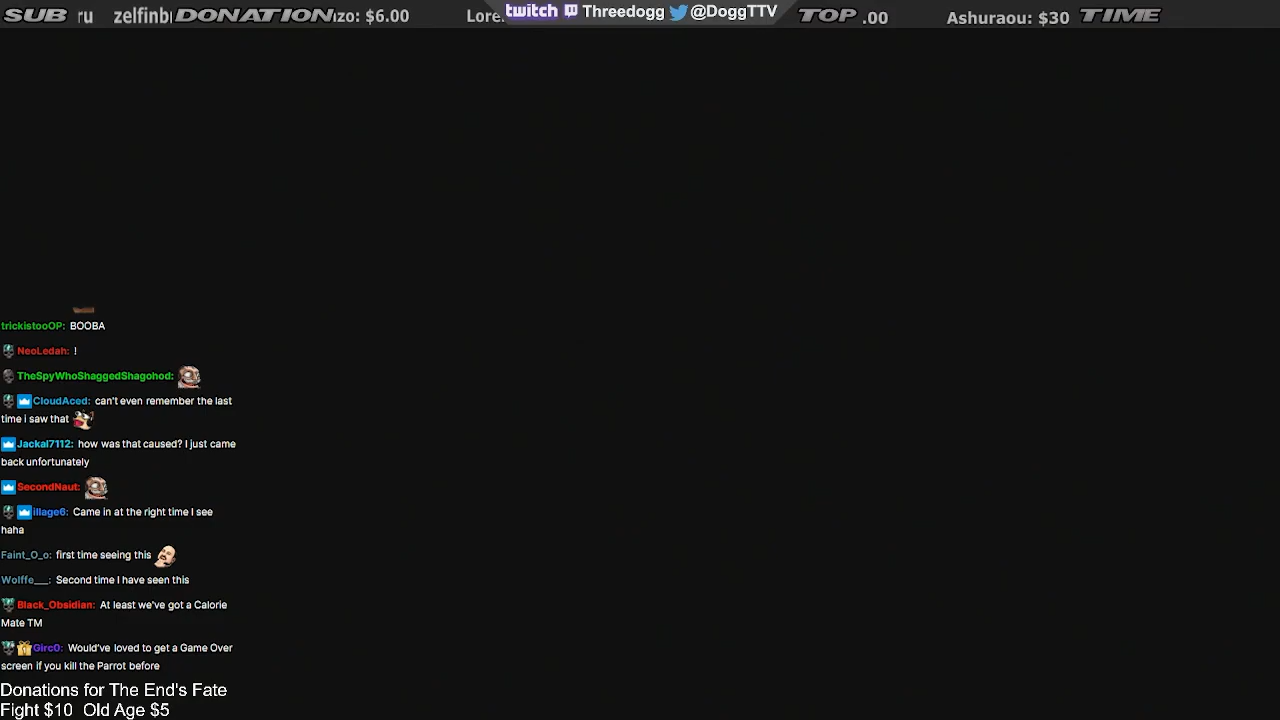 SUB ru zelfinb DONATION izo: $6.00 Lore. twitch Threedogg @DoggTTV TOP .00 Ashuraou: $30 TIME
trickistooOP: BOOBA
NeoLedah: !
TheSpyWhoShaggedShagohod:
CloudAced: can't even remember the last
time i saw that
Jackal7112: how was that caused? I just came
back unfortunately
SecondNaut:
illage6: Came in at the right time I see
haha
Faint_O_o: first time seeing this
Wolffe__: Second time I have seen this
Black_Obsidian: At least we've got a Calorie
Mate TM
Girc0: Would've loved to get a Game Over
screen if you kill the Parrot before
Donations for The End's Fate
Fight $10 Old Age $5